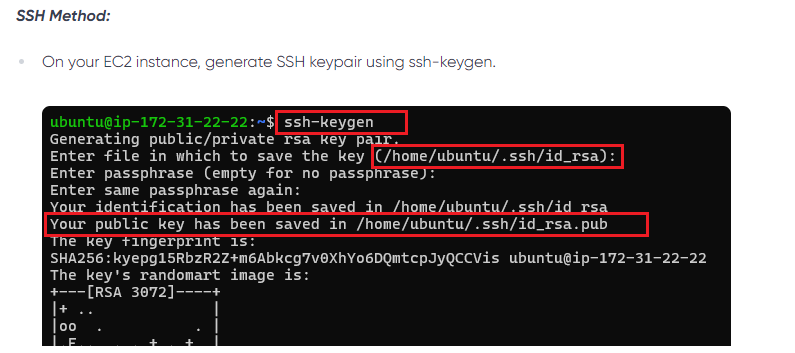 SSH Method:
On your EC2 instance, generate SSH keypair using ssh-keygen.
ubuntu@ip-172-31-22-22:~$ ssh-keygen
Generating public/private rsa key pair.
Enter file in which to save the key (/home/ubuntu/.ssh/id_rsa):
Enter passphrase (empty for no passphrase):
Enter same passphrase again:
Your identification has been saved in /home/ubuntu/.ssh/id_rsa
Your public key has been saved in /home/ubuntu/.ssh/id_rsa.pub
The key fingerprint is:
SHA256:kyepg15RbzR2Z+m6Abkcg7v0XhYo6DQmtcpJyQCCVis ubuntu@ip-172-31-22-22
The key's randomart image is:
+---[RSA 3072]----+
|+ ..             |
|oo  .          . |
|.E.. . . + . +  |